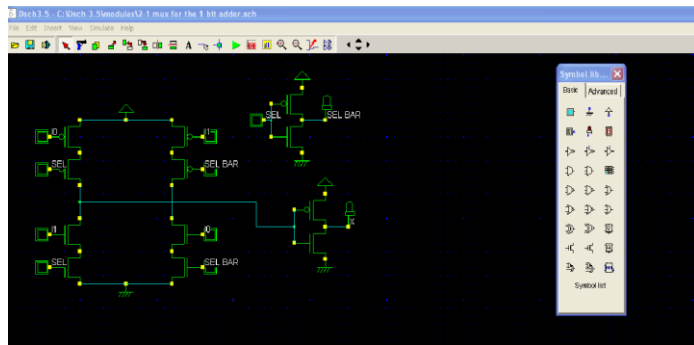 Dsch3.5 - C:\Dsch 3.5\modules\2-1 mux for the 1 bit adder.sch
File Edit Insert View Simulate Help
Symbol lib...
Basic Advanced
SEL
SEL BAR
I0
I1
SEL
SEL BAR
x
I1
I0
SEL
SEL BAR
Symbol list